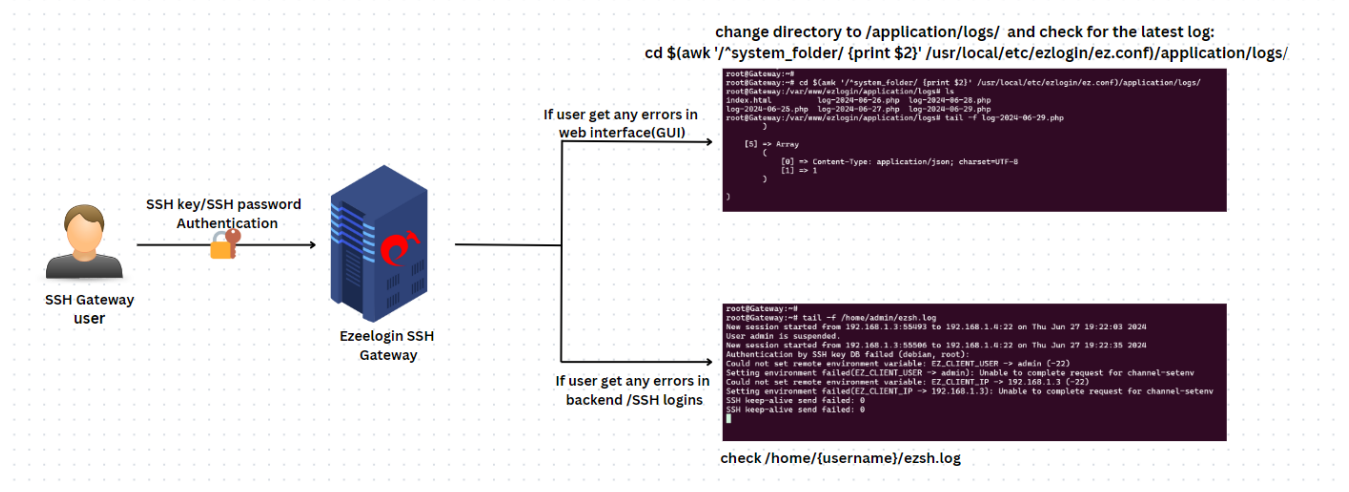 change directory to /application/logs/ and check for the latest log:
cd $(awk '/^system_folder/ {print $2}' /usr/local/etc/ezlogin/ez.conf)/application/logs/
root@Gateway:~#
root@Gateway:~# cd $(awk '/^system_folder/ {print $2}' /usr/local/etc/ezlogin/ez.conf)/application/logs/
root@Gateway:/var/www/ezlogin/application/logs# ls
index.html log-2024-06-26.php log-2024-06-28.php
log-2024-06-25.php log-2024-06-27.php log-2024-06-29.php
root@Gateway:/var/www/ezlogin/application/logs# tail -f log-2024-06-29.php
)
[5] => Array
(
[0] => Content-Type: application/json; charset=UTF-8
[1] => 1
)
)
If user get any errors in
web interface(GUI)
SSH key/SSH password
Authentication
SSH Gateway
user
Ezeelogin SSH
Gateway
If user get any errors in
backend /SSH logins
root@Gateway:~#
root@Gateway:~# tail -f /home/admin/ezsh.log
New session started from 192.168.1.3:55493 to 192.168.1.4:22 on Thu Jun 27 19:22:03 2024
User admin is suspended.
New session started from 192.168.1.3:55506 to 192.168.1.4:22 on Thu Jun 27 19:22:35 2024
Authentication by SSH key DB failed (debian, root):
Could not set remote environment variable: EZ_CLIENT_USER -> admin (-22)
Setting environment failed(EZ_CLIENT_USER -> admin): Unable to complete request for channel-setenv
Could not set remote environment variable: EZ_CLIENT_IP -> 192.168.1.3 (-22)
Setting environment failed(EZ_CLIENT_IP -> 192.168.1.3): Unable to complete request for channel-setenv
SSH keep-alive send failed: 0
SSH keep-alive send failed: 0
check /home/{username}/ezsh.log